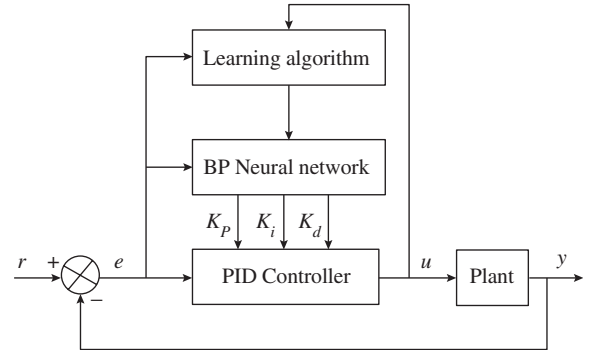 Learning algorithm
BP Neural network
K_P K_i K_d
r + e PID Controller u Plant y
−